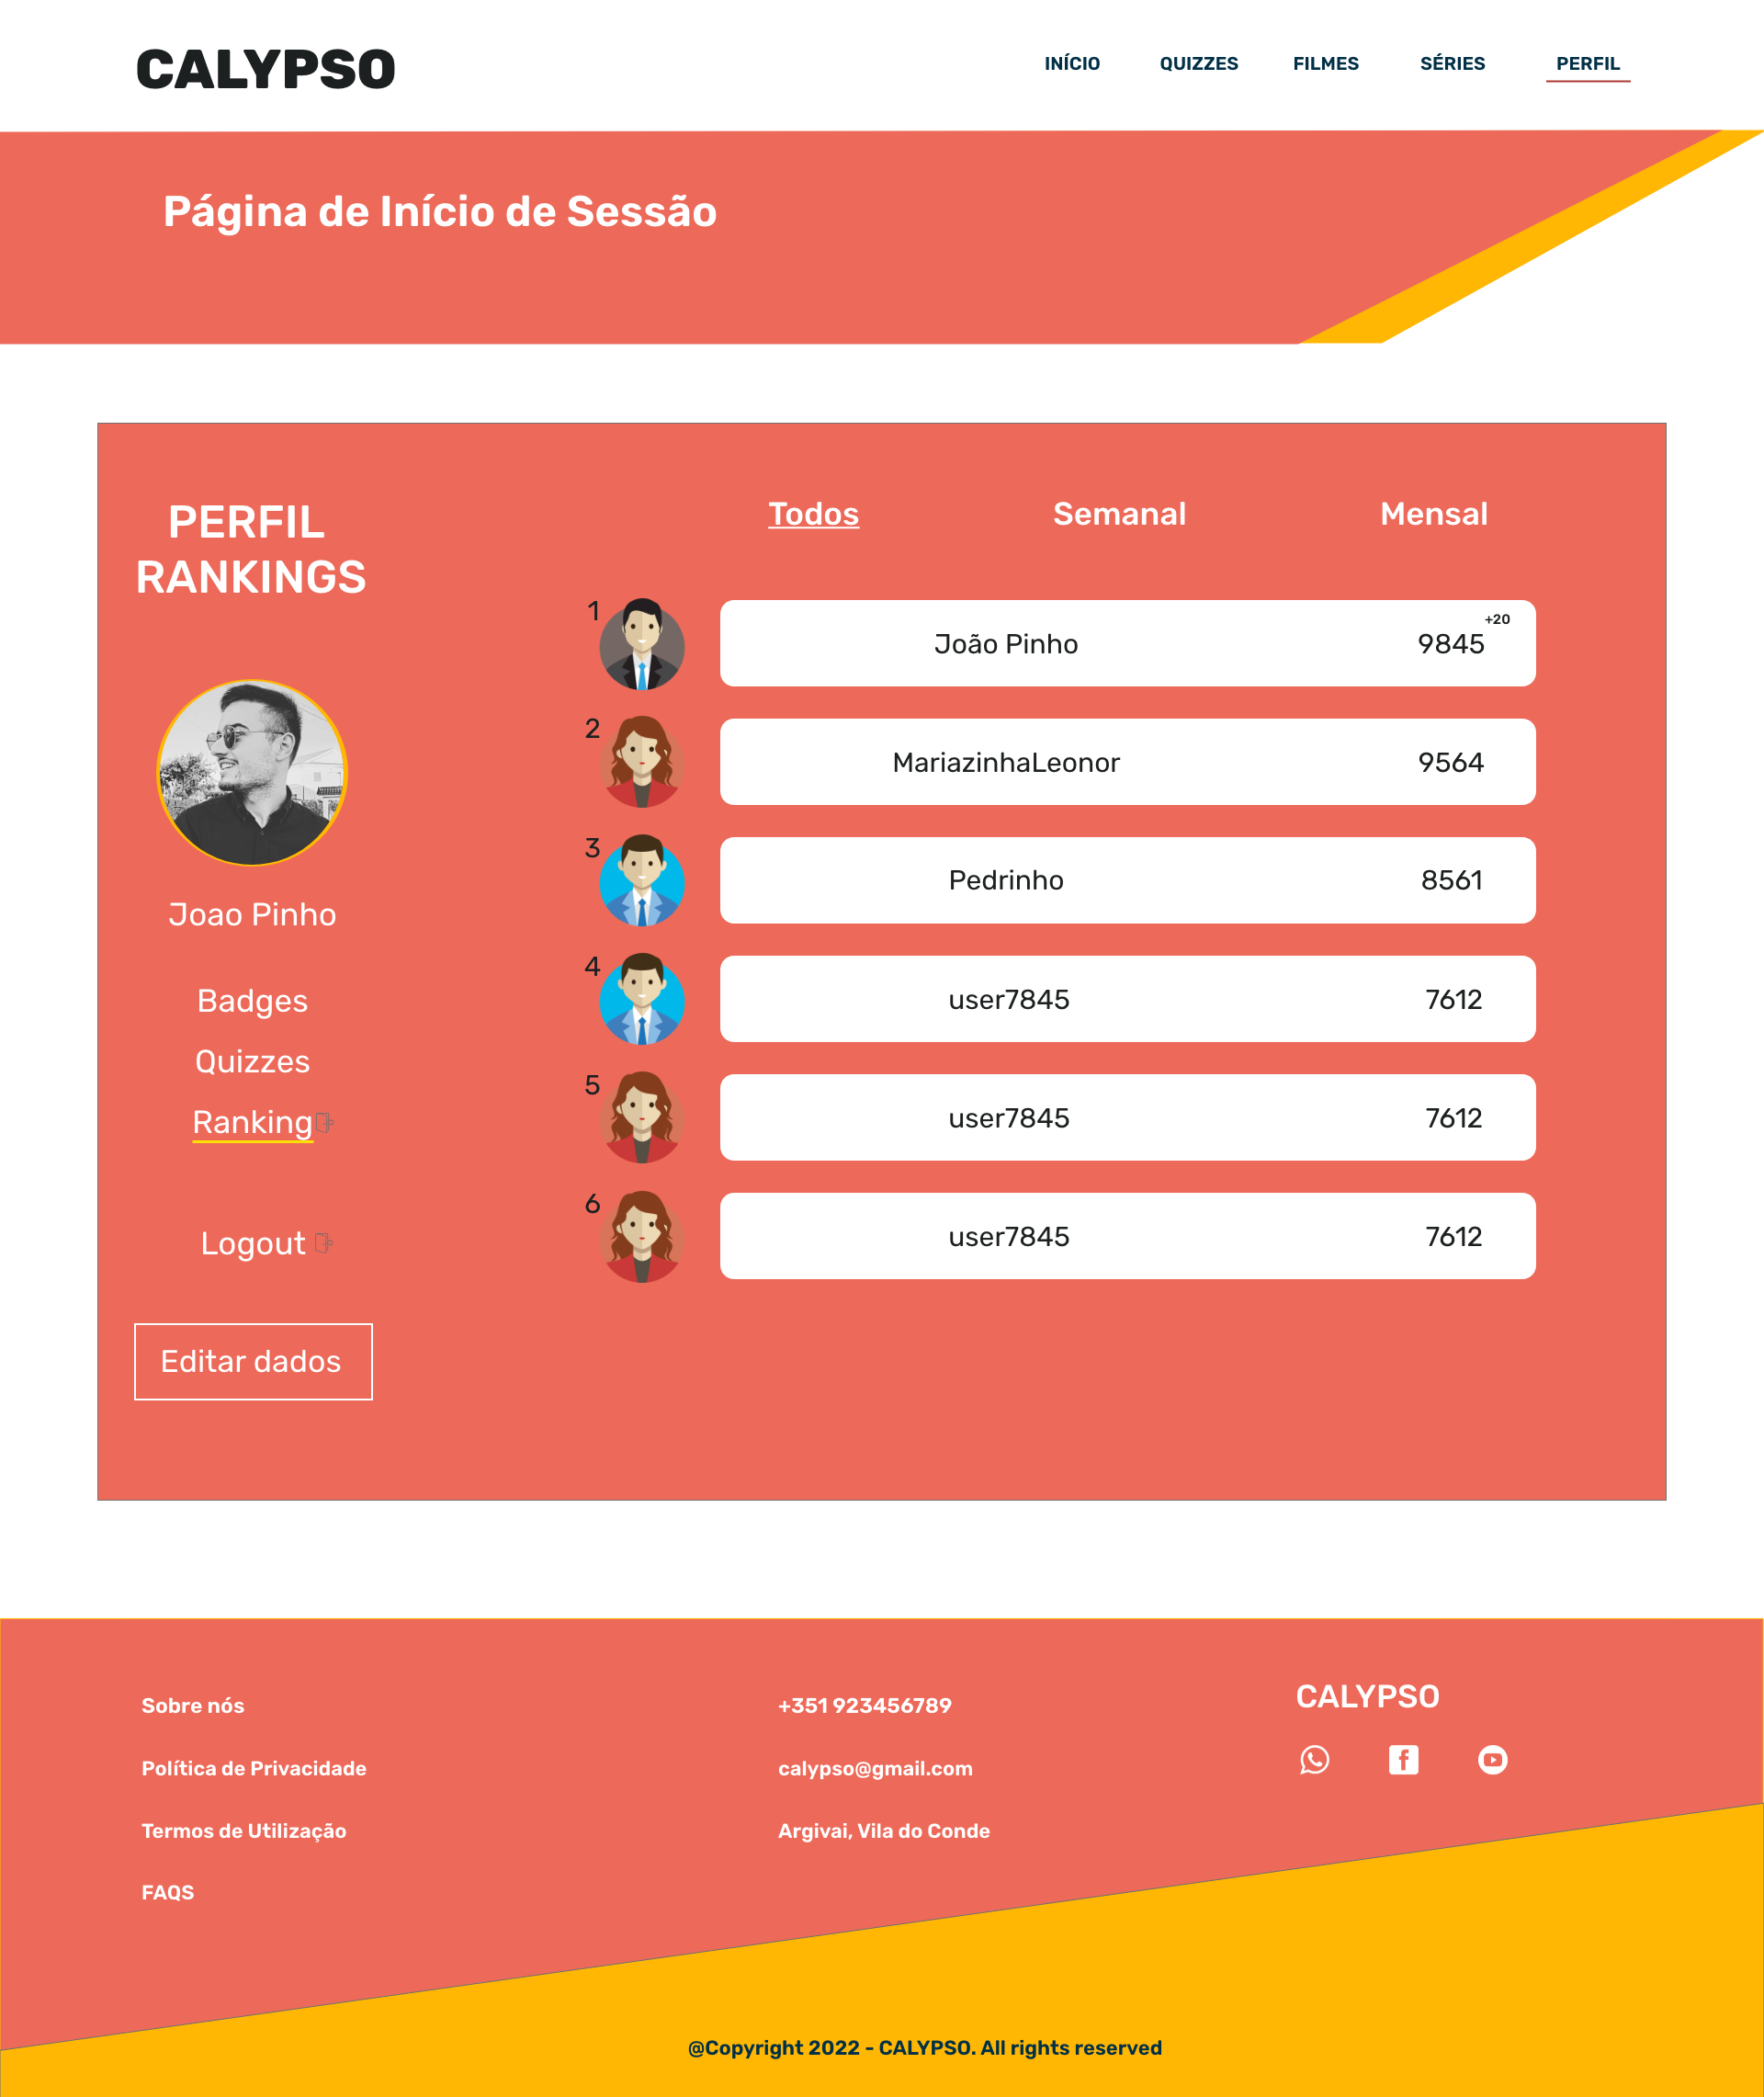 CALYPSO
INÍCIO QUIZZES FILMES SÉRIES PERFIL
Página de Início de Sessão
PERFIL
RANKINGS
Joao Pinho
Badges
Quizzes
Ranking
Logout
Editar dados
Todos Semanal Mensal
1 João Pinho 9845 +20
2 MariazinhaLeonor 9564
3 Pedrinho 8561
4 user7845 7612
5 user7845 7612
6 user7845 7612
Sobre nós
Política de Privacidade
Termos de Utilização
FAQS
+351 923456789
calypso@gmail.com
Argivai, Vila do Conde
CALYPSO
@Copyright 2022 - CALYPSO. All rights reserved